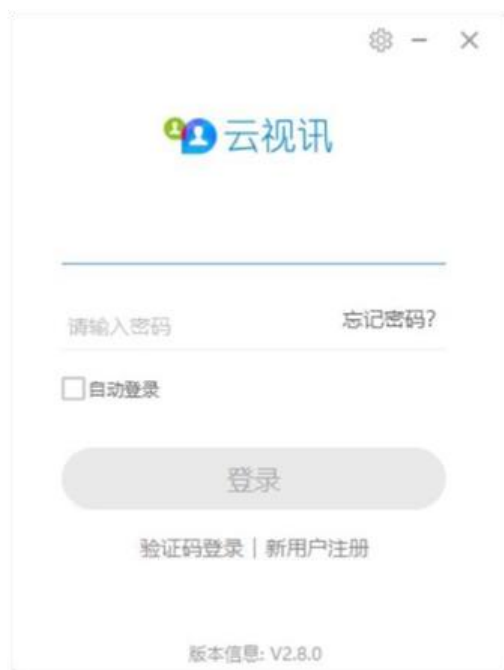 云视讯
请输入密码 忘记密码?
自动登录
登录
验证码登录|新用户注册
版本信息: V2.8.0